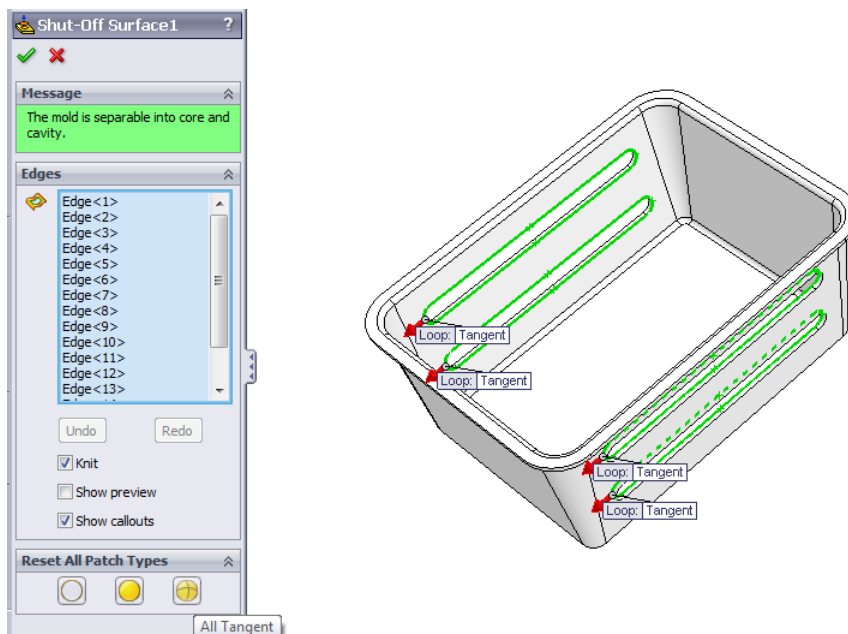 Shut-Off Surface1 ?
Message
The mold is separable into core and
cavity.
Edges
Edge<1>
Edge<2>
Edge<3>
Edge<4>
Edge<5>
Edge<6>
Edge<7>
Edge<8>
Edge<9>
Edge<10>
Edge<11>
Edge<12>
Edge<13>
Undo Redo
Knit
Show preview
Show callouts
Reset All Patch Types
All Tangent
Loop: Tangent
Loop: Tangent
Loop: Tangent
Loop: Tangent